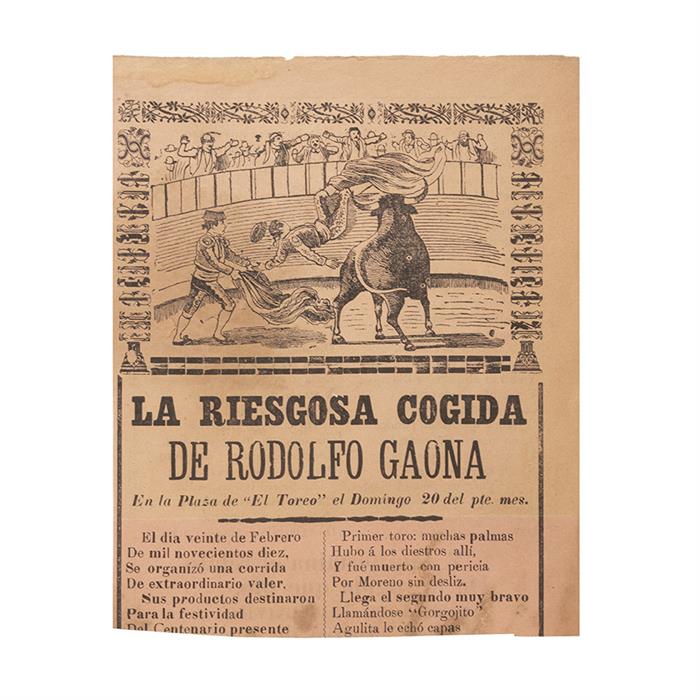 LA RIESGOSA COGIDA
DE RODOLFO GAONA
En la Plaza de "El Toreo" el Domingo 20 del pte. mes.
El dia veinte de Febrero
De mil novecientos diez,
Se organizó una corrida
De extraordinario valer,
Sus productos destinaron
Para la festividad
Del Centenario presente
Primer toro: muchas palmas
Hubo á los diestros allí,
Y fué muerto con pericia
Por Moreno sin desliz.
Llega el segundo muy bravo
Llamándose "Gorgojito"
Agulita le echó capas